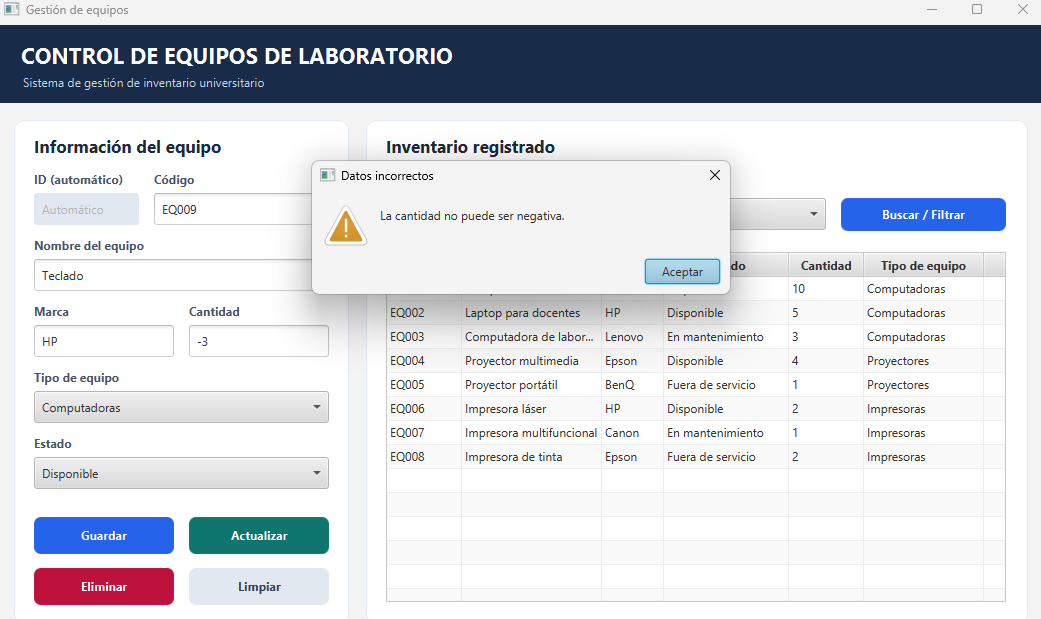 Gestión de equipos
CONTROL DE EQUIPOS DE LABORATORIO
Sistema de gestión de inventario universitario
Información del equipo
ID (automático) Código
Automático EQ009
Nombre del equipo
Teclado
Marca Cantidad
HP -3
Tipo de equipo
Computadoras
Estado
Disponible
Guardar Actualizar
Eliminar Limpiar
Inventario registrado
Datos incorrectos
La cantidad no puede ser negativa.
Aceptar
Buscar / Filtrar
Cantidad Tipo de equipo
10 Computadoras
EQ002 Laptop para docentes HP Disponible 5 Computadoras
EQ003 Computadora de labor... Lenovo En mantenimiento 3 Computadoras
EQ004 Proyector multimedia Epson Disponible 4 Proyectores
EQ005 Proyector portátil BenQ Fuera de servicio 1 Proyectores
EQ006 Impresora láser HP Disponible 2 Impresoras
EQ007 Impresora multifuncional Canon En mantenimiento 1 Impresoras
EQ008 Impresora de tinta Epson Fuera de servicio 2 Impresoras